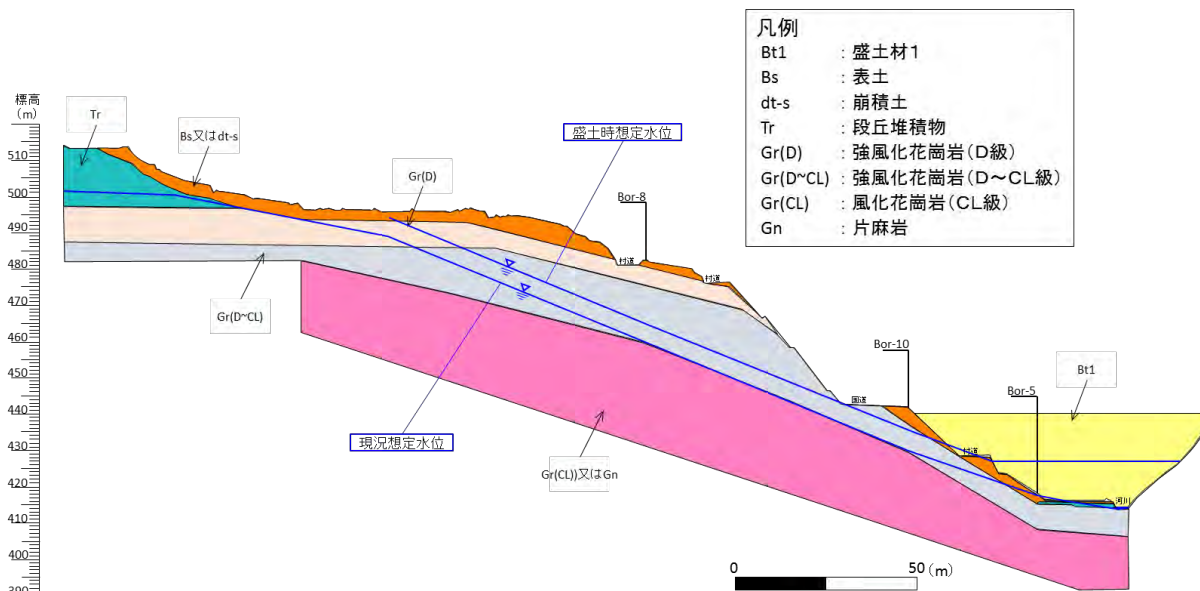 凡例
Bt1 : 盛土材1
Bs : 表土
dt-s : 崩積土
Tr : 段丘堆積物
Gr(D) : 強風化花崗岩(D級)
Gr(D~CL) : 強風化花崗岩(D～CL級)
Gr(CL) : 風化花崗岩(CL級)
Gn : 片麻岩
標高
(m)
510
500
490
480
470
460
450
440
430
420
410
400
390
Tr
Bs又はdt-s
盛土時想定水位
Gr(D)
Bor-8
村道
村道
Gr(D~CL)
Bor-10
Bor-5
Bt1
国道
現況想定水位
村道
Gr(CL))又はGn
河川
0 50 (m)